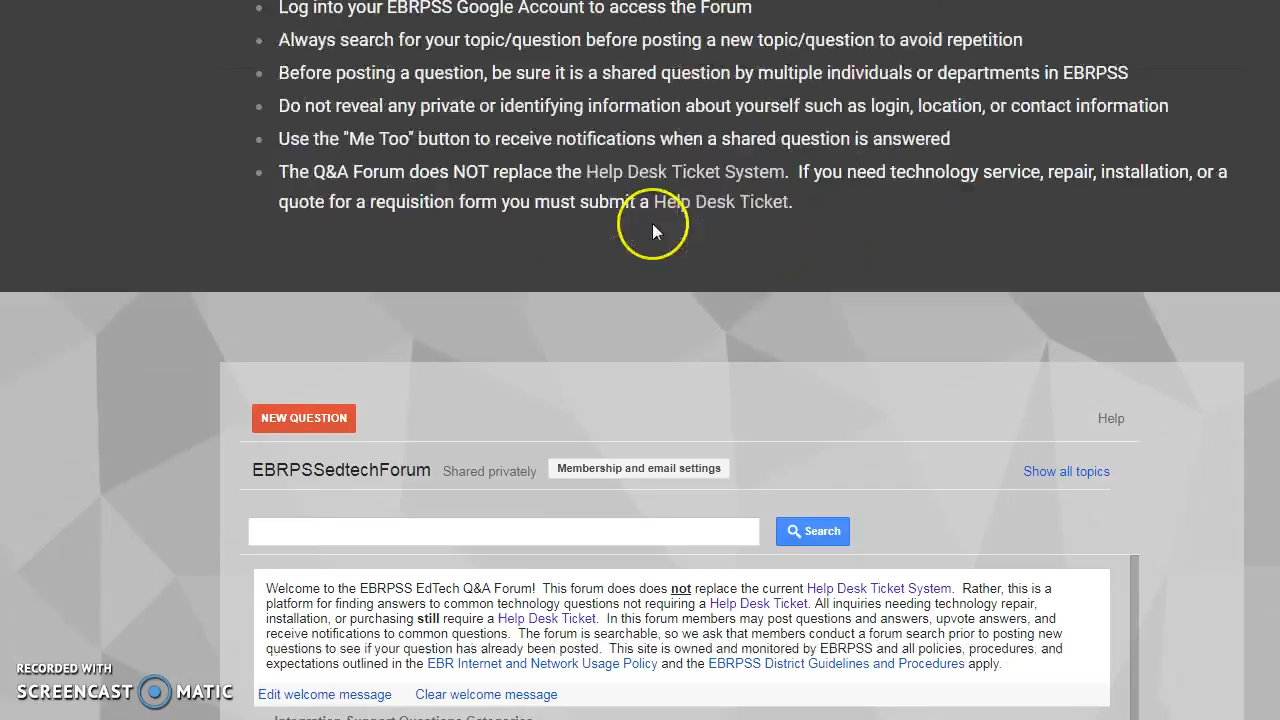 Log into your EBRPSS Google Account to access the Forum
Always search for your topic/question before posting a new topic/question to avoid repetition
Before posting a question, be sure it is a shared question by multiple individuals or departments in EBRPSS
Do not reveal any private or identifying information about yourself such as login, location, or contact information
Use the "Me Too" button to receive notifications when a shared question is answered
The Q&A Forum does NOT replace the Help Desk Ticket System.  If you need technology service, repair, installation, or a
quote for a requisition form you must submit a Help Desk Ticket.
NEW QUESTION
Help
EBRPSSedtechForum Shared privately Membership and email settings Show all topics
Search
Welcome to the EBRPSS EdTech Q&A Forum!  This forum does does not replace the current Help Desk Ticket System.  Rather, this is a
platform for finding answers to common technology questions not requiring a Help Desk Ticket. All inquiries needing technology repair,
installation, or purchasing still require a Help Desk Ticket.  In this forum members may post questions and answers, upvote answers, and
receive notifications to common questions.  The forum is searchable, so we ask that members conduct a forum search prior to posting new
questions to see if your question has already been posted.  This site is owned and monitored by EBRPSS and all policies, procedures, and
expectations outlined in the EBR Internet and Network Usage Policy and the EBRPSS District Guidelines and Procedures apply.
Edit welcome message Clear welcome message
Integration Support Questions Categories
RECORDED WITH
SCREENCAST MATIC